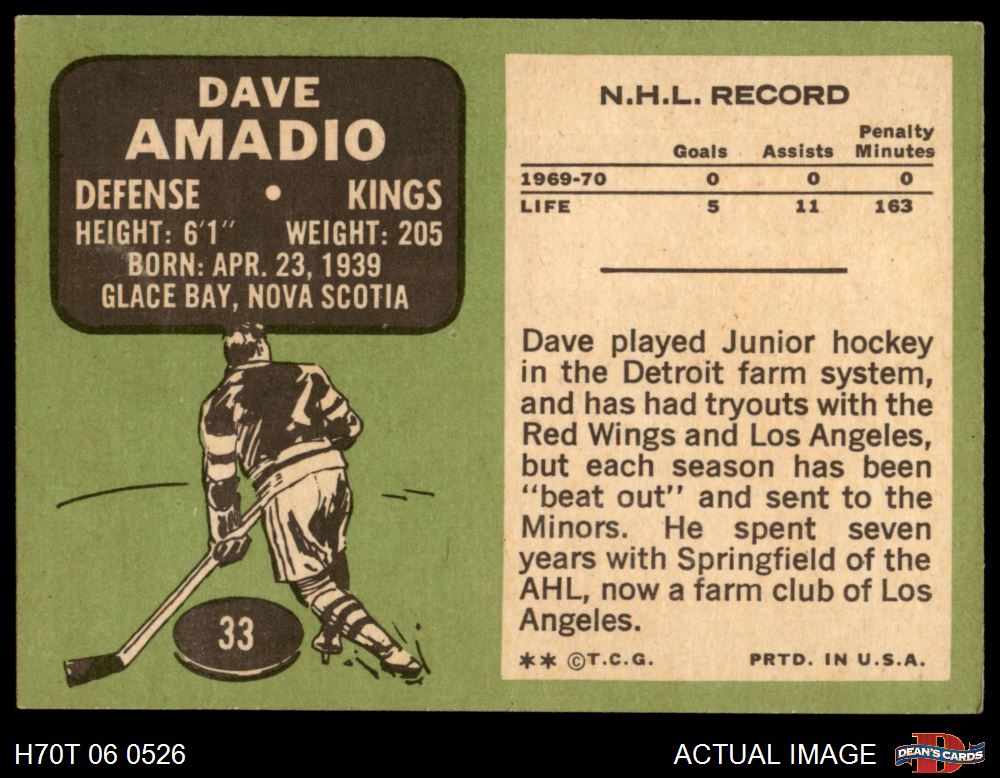 DAVE
AMADIO
DEFENSE • KINGS
HEIGHT: 6'1" WEIGHT: 205
BORN: APR. 23, 1939
GLACE BAY, NOVA SCOTIA
33
N.H.L. RECORD
Goals Assists Penalty Minutes
1969-70 0 0 0
LIFE 5 11 163
Dave played Junior hockey
in the Detroit farm system,
and has had tryouts with the
Red Wings and Los Angeles,
but each season has been
"beat out" and sent to the
Minors. He spent seven
years with Springfield of the
AHL, now a farm club of Los
Angeles.
** ©T.C.G. PRTD. IN U.S.A.
H70T 06 0526 ACTUAL IMAGE
DEAN'S CARDS